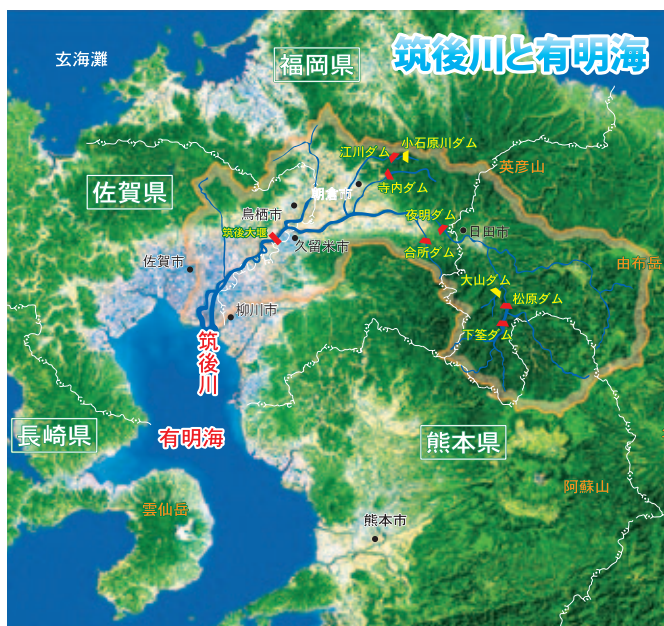 筑後川と有明海
玄海灘
福岡県
小石原川ダム
江川ダム
英彦山
佐賀県
寺内ダム
朝倉市
鳥栖市
夜明ダム
筑後大堰
日田市
久留米市
合所ダム
佐賀市
由布岳
大山ダム
松原ダム
柳川市
下筌ダム
筑後川
長崎県
有明海
熊本県
阿蘇山
雲仙岳
熊本市